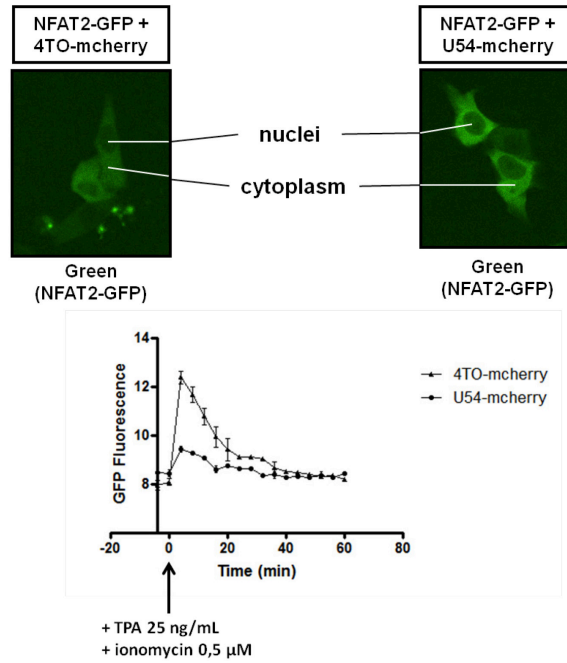 NFAT2-GFP +
4TO-mcherry
NFAT2-GFP +
U54-mcherry
nuclei
cytoplasm
Green
(NFAT2-GFP)
Green
(NFAT2-GFP)
14
12
10
8
GFP Fluorescence
4TO-mcherry
U54-mcherry
-20
0
20
40
60
80
Time (min)
+ TPA 25 ng/mL
+ ionomycin 0,5 µM